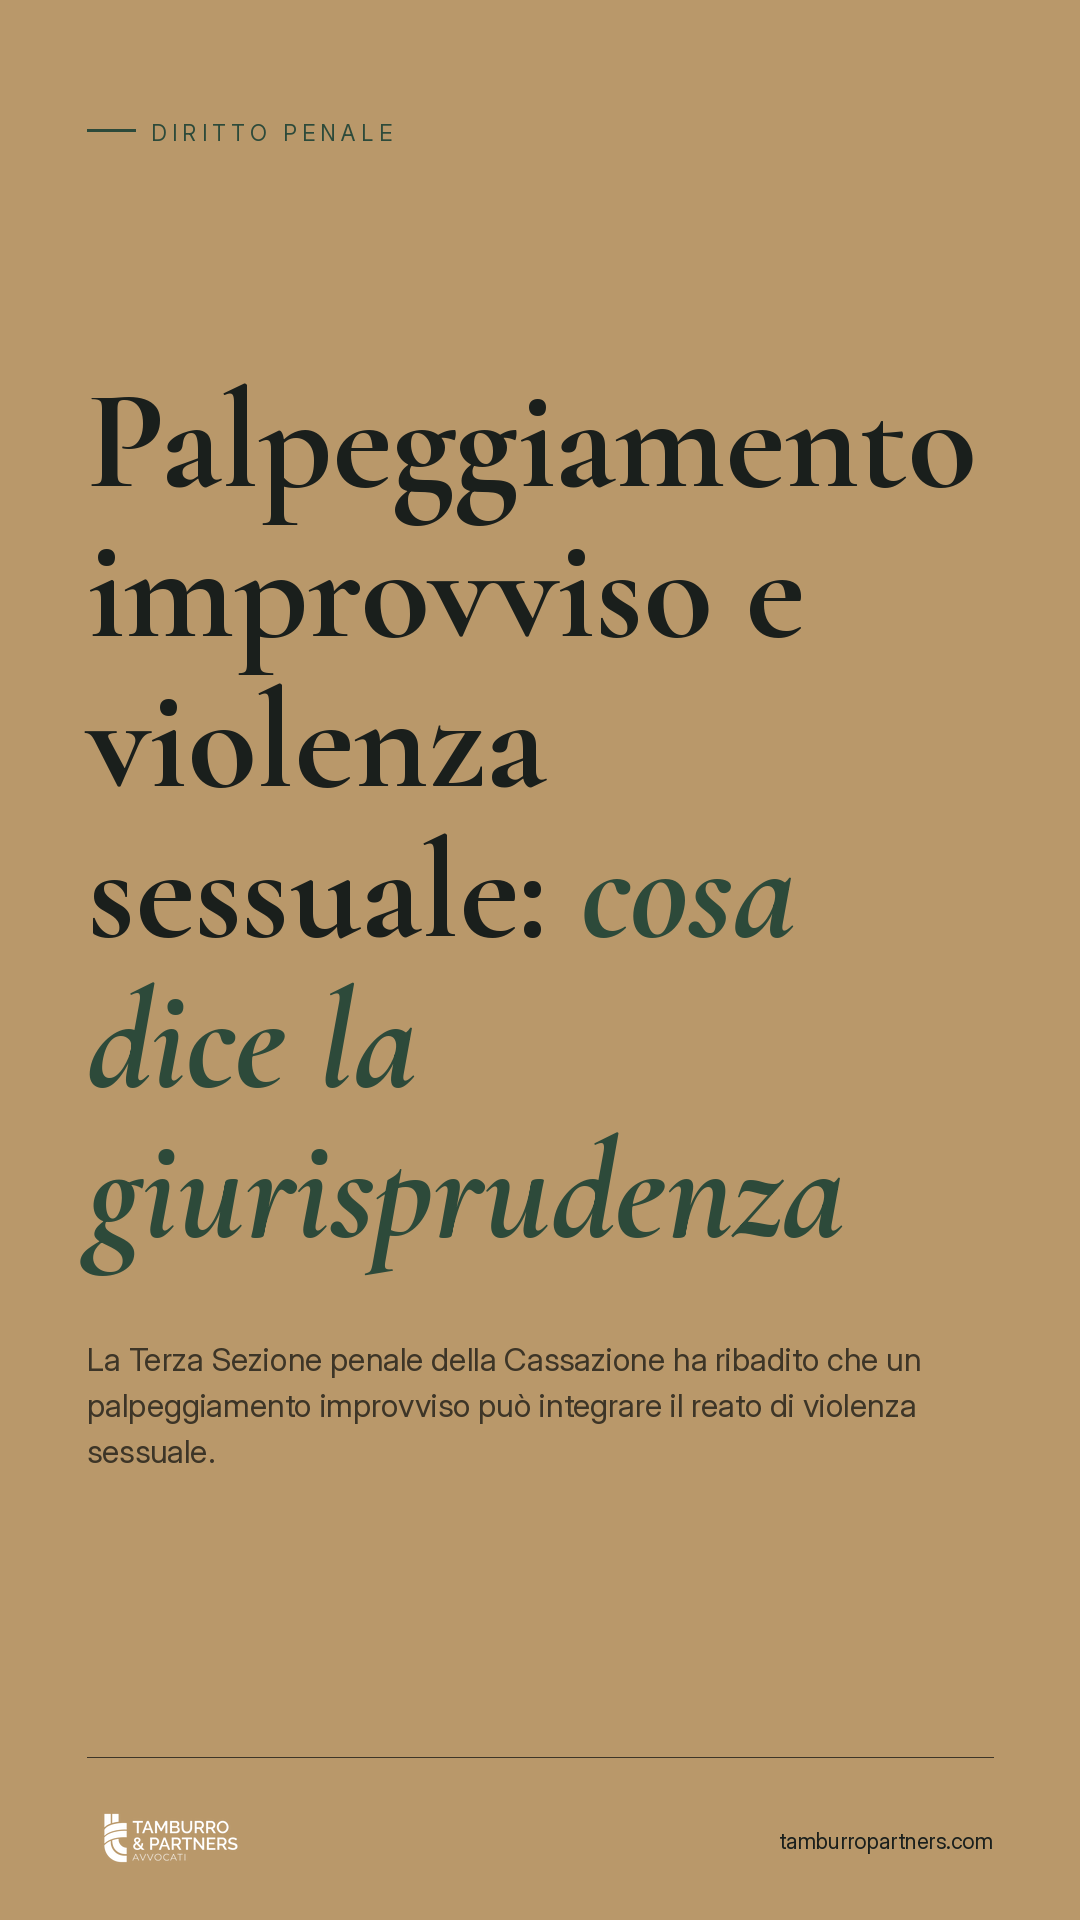 DIRITTO PENALE
Palpeggiamento
improvviso e
violenza
sessuale: cosa
dice la
giurisprudenza
La Terza Sezione penale della Cassazione ha ribadito che un
palpeggiamento improvviso può integrare il reato di violenza
sessuale.
TAMBURRO
& PARTNERS
AVVOCATI
tamburropartners.com